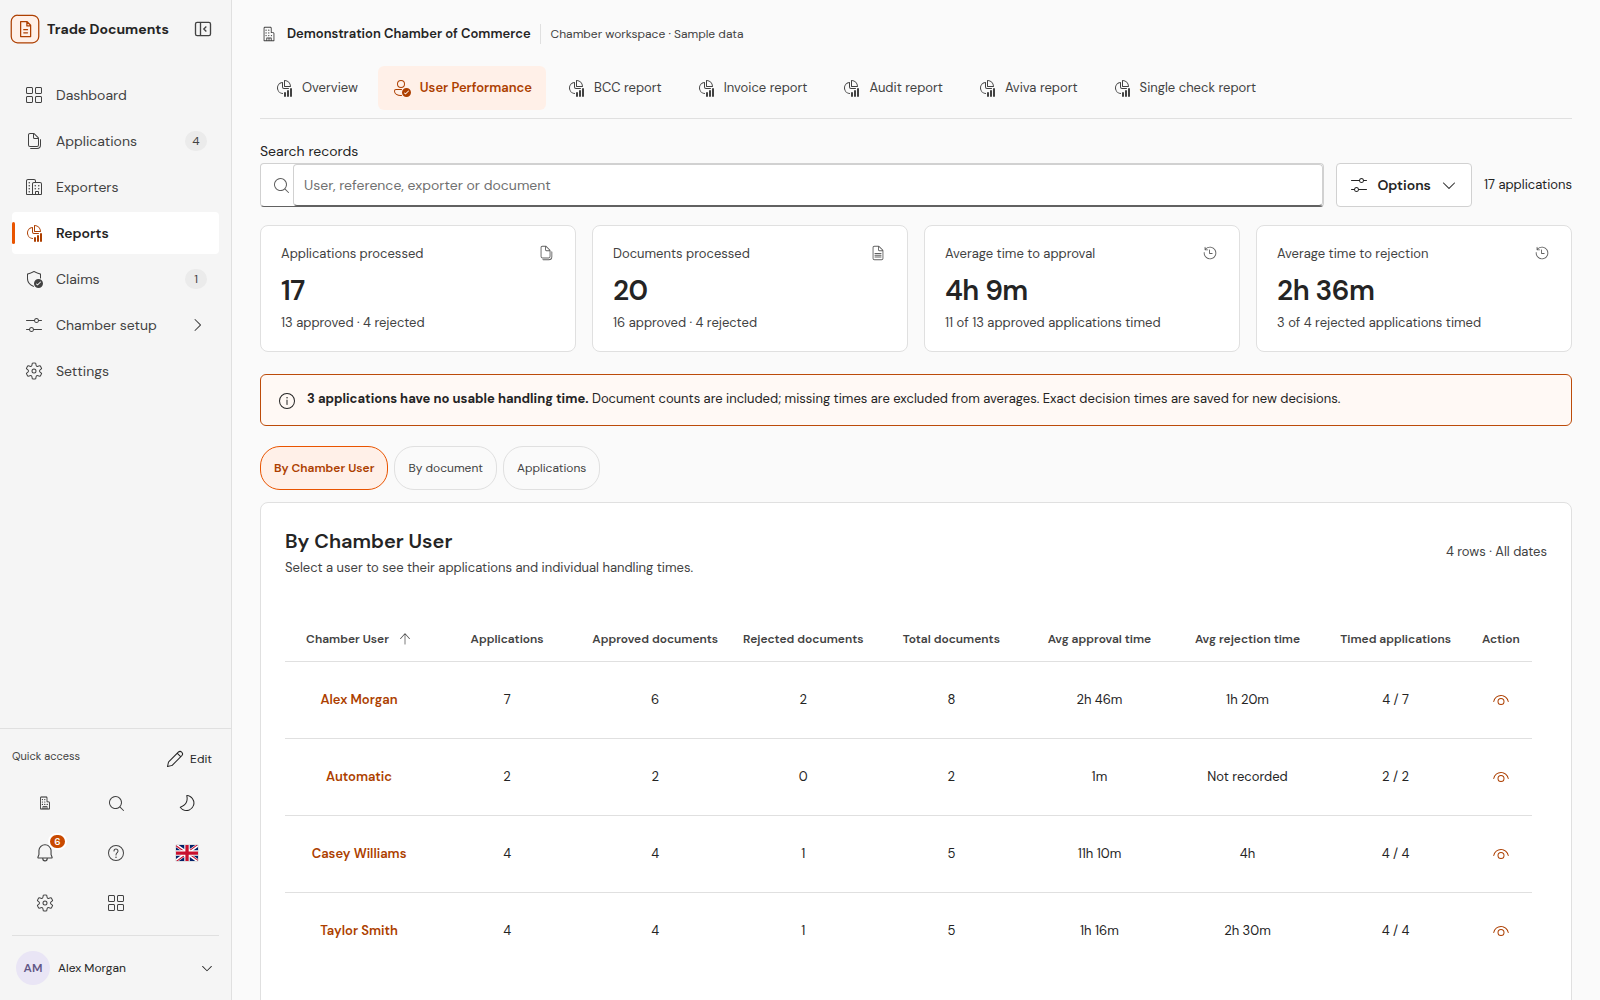 Trade Documents
Dashboard
Applications 4
Exporters
Reports
Claims 1
Chamber setup
Settings
Quick access Edit
6
AM Alex Morgan
Demonstration Chamber of Commerce Chamber workspace · Sample data
Overview User Performance BCC report Invoice report Audit report Aviva report Single check report
Search records
User, reference, exporter or document Options 17 applications
Applications processed
17
13 approved · 4 rejected
Documents processed
20
16 approved · 4 rejected
Average time to approval
4h 9m
11 of 13 approved applications timed
Average time to rejection
2h 36m
3 of 4 rejected applications timed
3 applications have no usable handling time. Document counts are included; missing times are excluded from averages. Exact decision times are saved for new decisions.
By Chamber User By document Applications
By Chamber User
Select a user to see their applications and individual handling times.
4 rows · All dates
Chamber User Applications Approved documents Rejected documents Total documents Avg approval time Avg rejection time Timed applications Action
Alex Morgan 7 6 2 8 2h 46m 1h 20m 4 / 7
Automatic 2 2 0 2 1m Not recorded 2 / 2
Casey Williams 4 4 1 5 11h 10m 4h 4 / 4
Taylor Smith 4 4 1 5 1h 16m 2h 30m 4 / 4